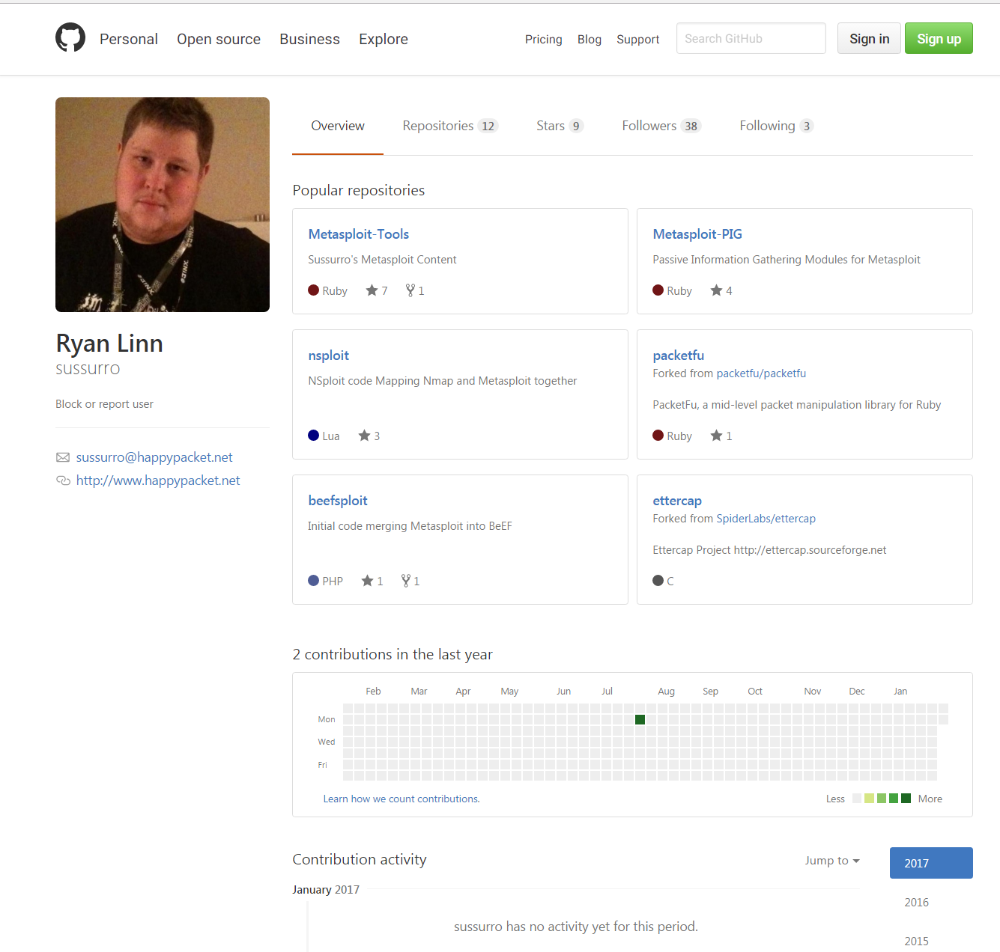 Personal Open source Business Explore Pricing Blog Support Search GitHub Sign in Sign up
Overview Repositories 12 Stars 9 Followers 38 Following 3
Popular repositories
Metasploit-Tools
Sussurro's Metasploit Content
Ruby 7 1
Metasploit-PIG
Passive Information Gathering Modules for Metasploit
Ruby 4
Ryan Linn
sussurro
Block or report user
sussurro@happypacket.net
http://www.happypacket.net
nsploit
NSploit code Mapping Nmap and Metasploit together
Lua 3
packetfu
Forked from packetfu/packetfu
PacketFu, a mid-level packet manipulation library for Ruby
Ruby 1
beefsploit
Initial code merging Metasploit into BeEF
PHP 1 1
ettercap
Forked from SpiderLabs/ettercap
Ettercap Project http://ettercap.sourceforge.net
C
2 contributions in the last year
Feb Mar Apr May Jun Jul Aug Sep Oct Nov Dec Jan
Mon
Wed
Fri
Learn how we count contributions. Less More
Contribution activity Jump to 2017
January 2017
2016
sussurro has no activity yet for this period.
2015